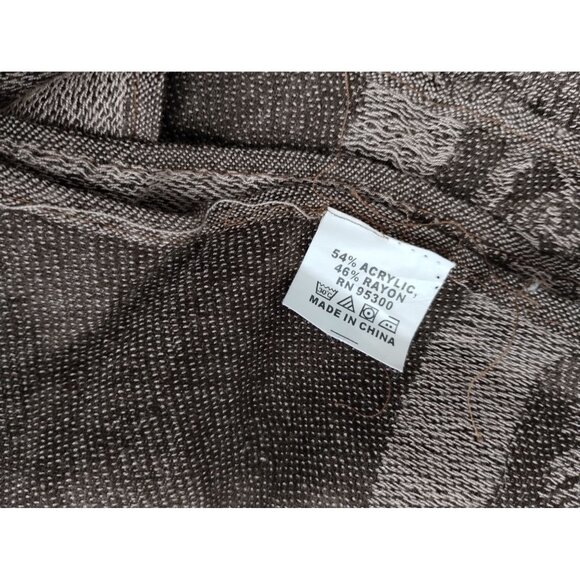 54% ACRYLIC,
46% RAYON
RN 95300
MADE IN CHINA